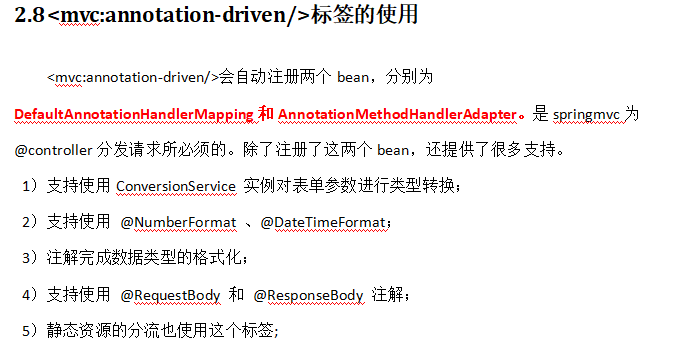 2.8<mvc:annotation-driven/>标签的使用
<mvc:annotation-driven/>会自动注册两个 bean，分别为
DefaultAnnotationHandlerMapping 和 AnnotationMethodHandlerAdapter。是 springmvc 为
@controller 分发请求所必须的。除了注册了这两个 bean，还提供了很多支持。
1）支持使用 ConversionService 实例对表单参数进行类型转换；
2）支持使用 @NumberFormat 、@DateTimeFormat；
3）注解完成数据类型的格式化；
4）支持使用 @RequestBody 和 @ResponseBody 注解；
5）静态资源的分流也使用这个标签;